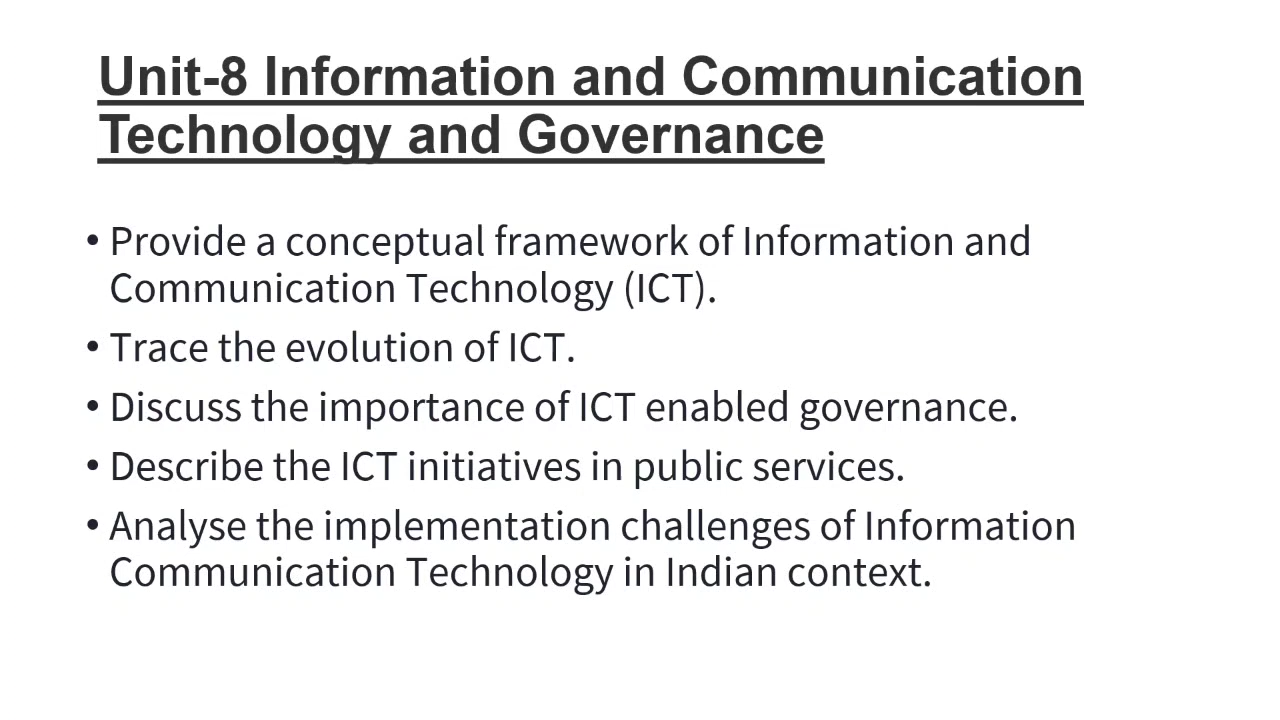 Unit-8 Information and Communication
Technology and Governance
• Provide a conceptual framework of Information and
Communication Technology (ICT).
• Trace the evolution of ICT.
• Discuss the importance of ICT enabled governance.
• Describe the ICT initiatives in public services.
• Analyse the implementation challenges of Information
Communication Technology in Indian context.